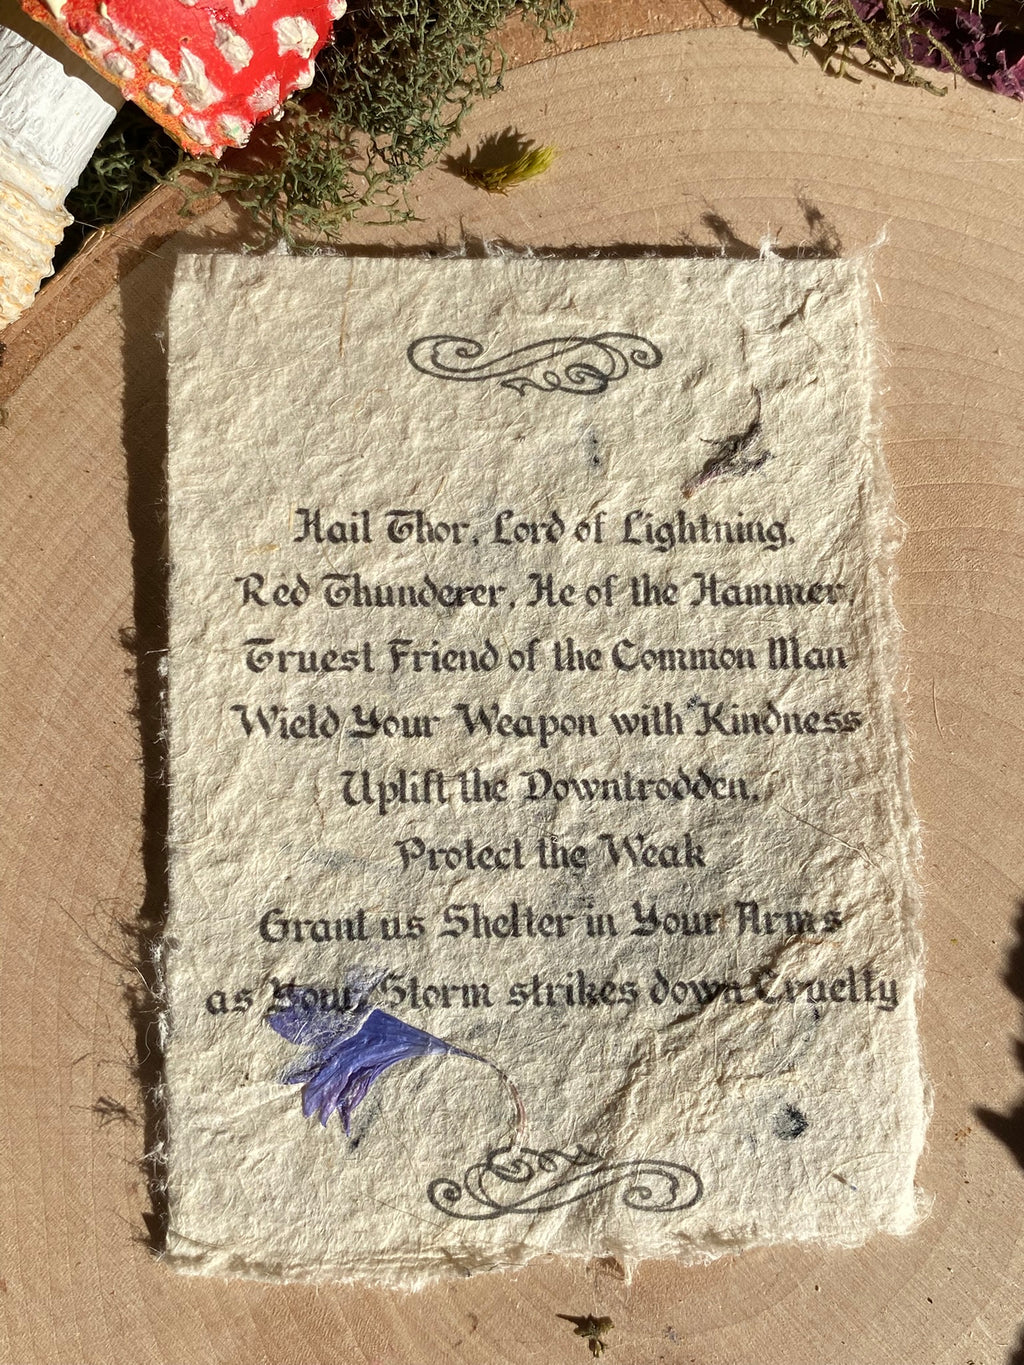 Hail Thor, Lord of Lightning,
Red Thunderer, He of the Hammer,
Truest Friend of the Common Man
Wield Your Weapon with Kindness
Uplift the Downtrodden,
Protect the Weak
Grant us Shelter in Your Arms
as Your Storm strikes down Cruelty